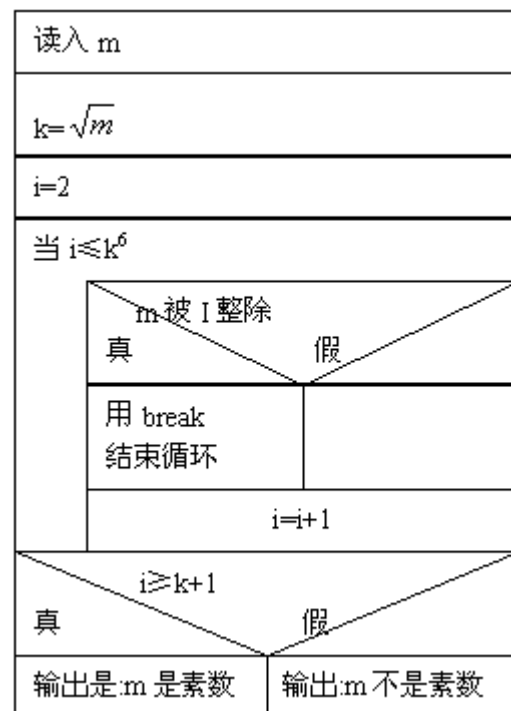 读入 m
k=√m
i=2
当 i≤k⁶
m 被 I 整除
真 假
用 break
结束循环
i=i+1
i≥k+1
真 假
输出是:m 是素数
输出:m 不是素数